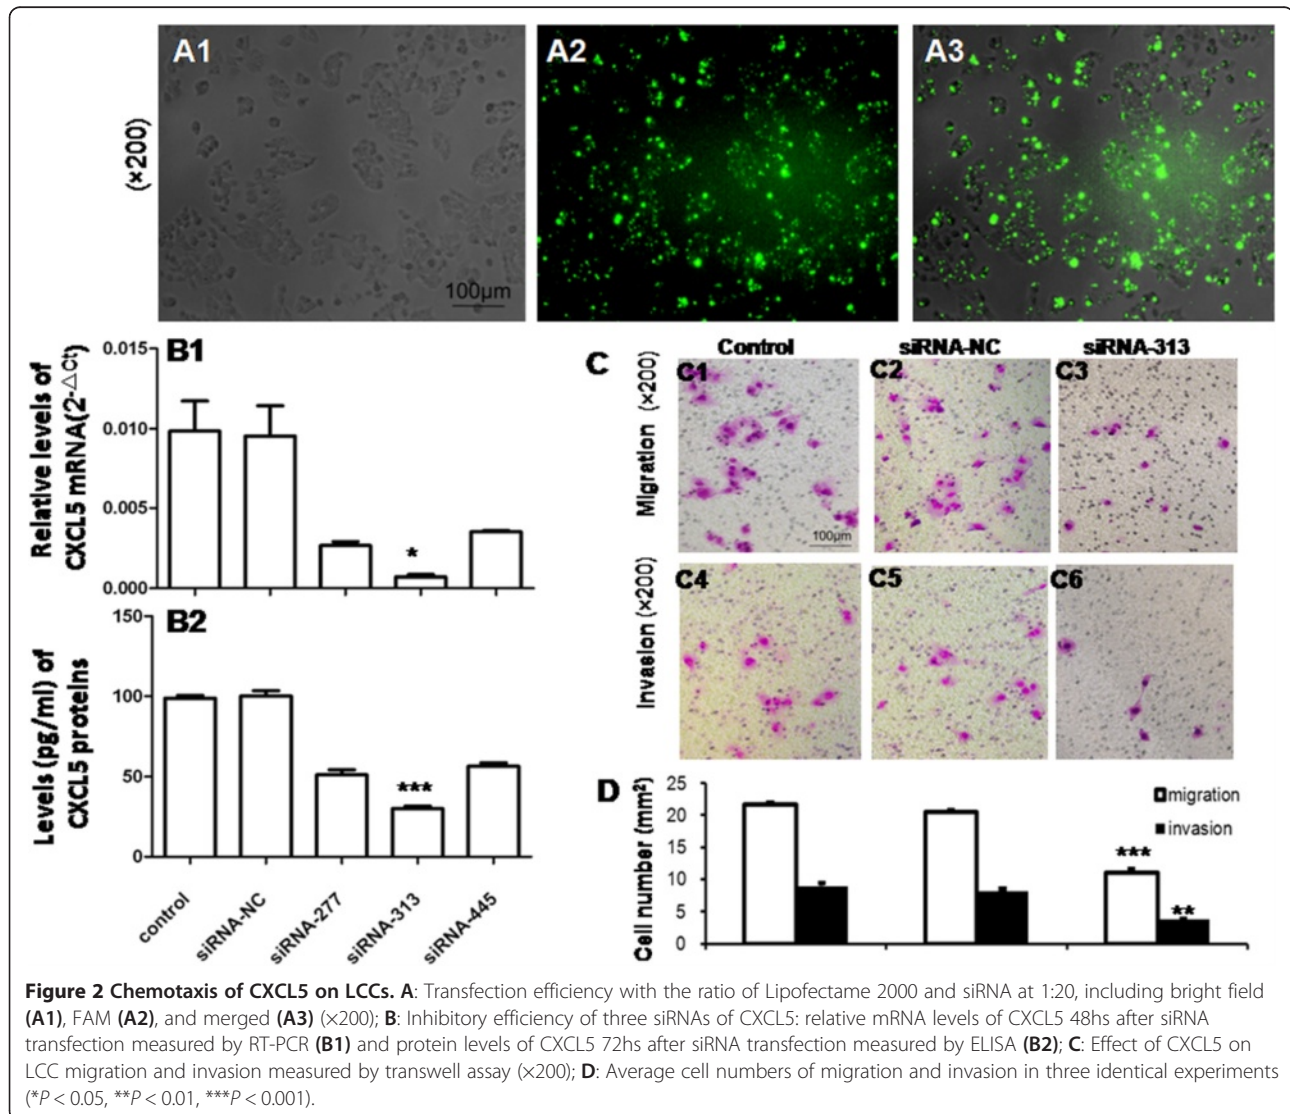 A1
A2
A3
(×200)
100µm
B1
Relative levels of
CXCL5 mRNA(2-△Ct)
0.015
0.010
0.005
0.000
*
B2
Levels (pg/ml) of
CXCL5 proteins
150
100
50
0
***
control
siRNA-NC
siRNA-277
siRNA-313
siRNA-445
C
Control
siRNA-NC
siRNA-313
Migration (×200)
C1
C2
C3
100µm
Invasion (×200)
C4
C5
C6
D
Cell number (mm²)
25
20
15
10
5
0
migration
invasion
***
**
Figure 2 Chemotaxis of CXCL5 on LCCs. A: Transfection efficiency with the ratio of Lipofectame 2000 and siRNA at 1:20, including bright field
(A1), FAM (A2), and merged (A3) (×200); B: Inhibitory efficiency of three siRNAs of CXCL5: relative mRNA levels of CXCL5 48hs after siRNA
transfection measured by RT-PCR (B1) and protein levels of CXCL5 72hs after siRNA transfection measured by ELISA (B2); C: Effect of CXCL5 on
LCC migration and invasion measured by transwell assay (×200); D: Average cell numbers of migration and invasion in three identical experiments
(*P < 0.05, **P < 0.01, ***P < 0.001).